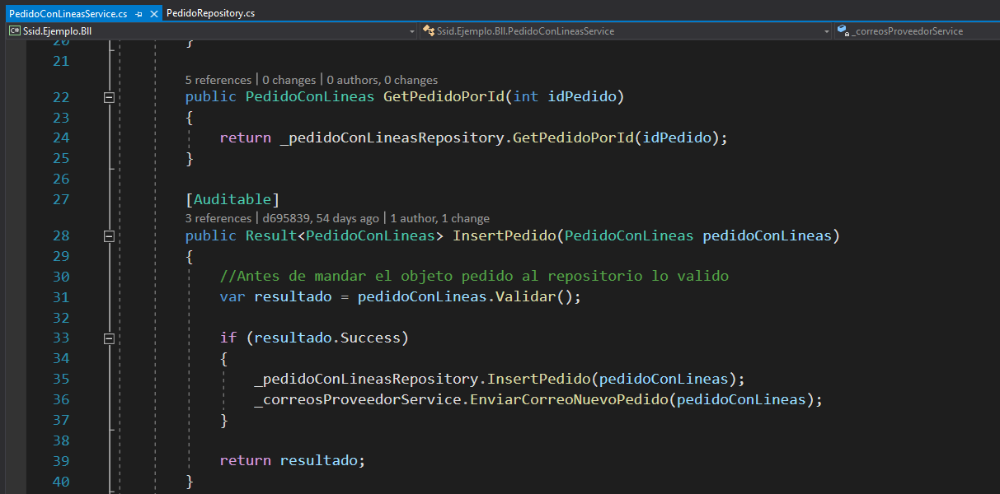 PedidoConLineasService.cs PedidoRepository.cs
C# Ssid.Ejemplo.Bll Ssid.Ejemplo.Bll.PedidoConLineasService _correosProveedorService
20 }
21
5 references | 0 changes | 0 authors, 0 changes
22 public PedidoConLineas GetPedidoPorId(int idPedido)
23 {
24 return _pedidoConLineasRepository.GetPedidoPorId(idPedido);
25 }
26
27 [Auditable]
3 references | d695839, 54 days ago | 1 author, 1 change
28 public Result<PedidoConLineas> InsertPedido(PedidoConLineas pedidoConLineas)
29 {
30 //Antes de mandar el objeto pedido al repositorio lo valido
31 var resultado = pedidoConLineas.Validar();
32
33 if (resultado.Success)
34 {
35 _pedidoConLineasRepository.InsertPedido(pedidoConLineas);
36 _correosProveedorService.EnviarCorreoNuevoPedido(pedidoConLineas);
37 }
38
39 return resultado;
40 }